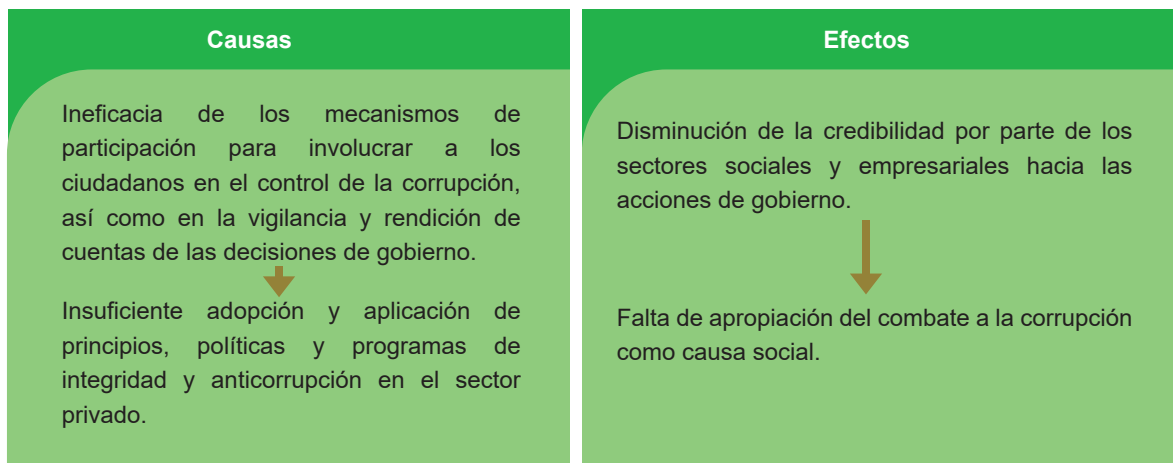 Causas
Ineficacia de los mecanismos de
participación para involucrar a los
ciudadanos en el control de la corrupción,
así como en la vigilancia y rendición de
cuentas de las decisiones de gobierno.
Insuficiente adopción y aplicación de
principios, políticas y programas de
integridad y anticorrupción en el sector
privado.
Efectos
Disminución de la credibilidad por parte de los
sectores sociales y empresariales hacia las
acciones de gobierno.
Falta de apropiación del combate a la corrupción
como causa social.